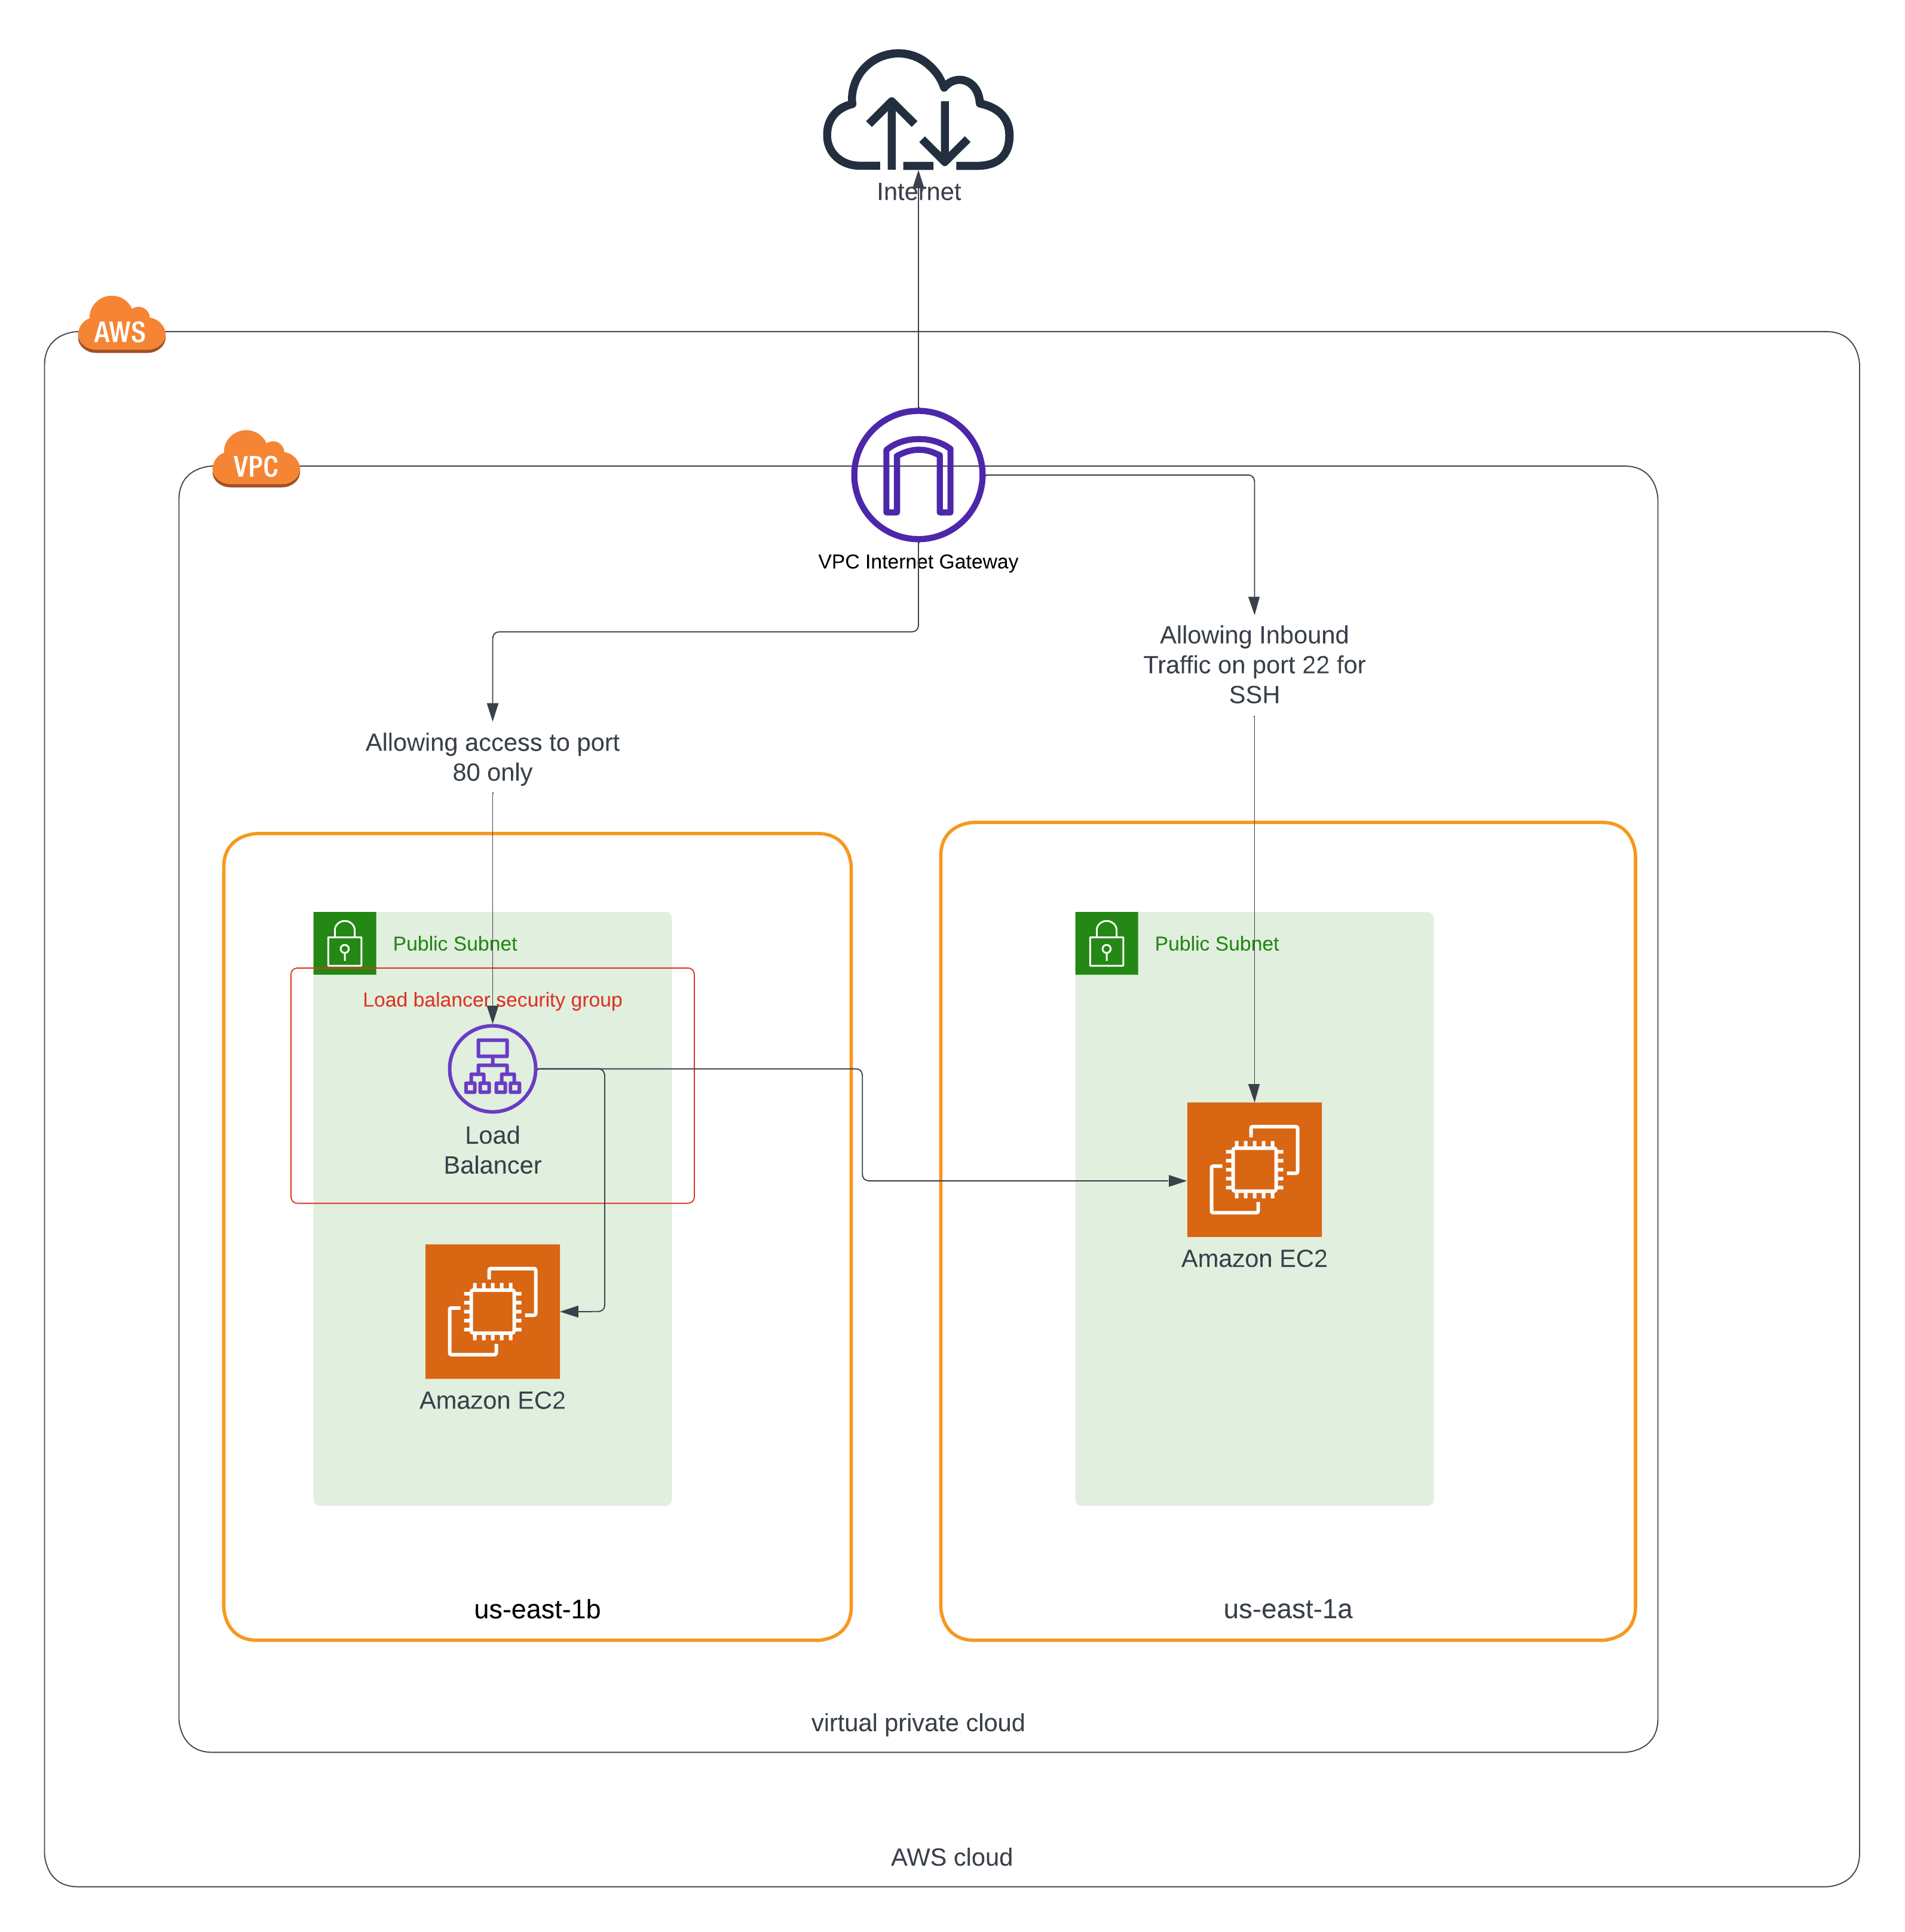 Internet
AWS
VPC
VPC Internet Gateway
Allowing Inbound
Traffic on port 22 for
SSH
Allowing access to port
80 only
Public Subnet
Public Subnet
Load balancer security group
Load
Balancer
Amazon EC2
Amazon EC2
us-east-1b
us-east-1a
virtual private cloud
AWS cloud